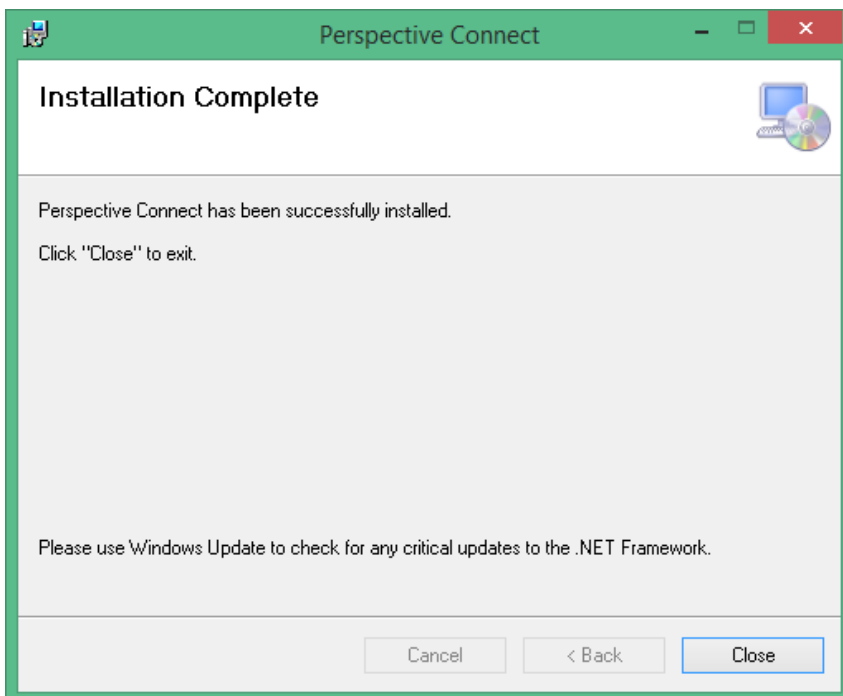 Perspective Connect
Installation Complete
Perspective Connect has been successfully installed.
Click "Close" to exit.
Please use Windows Update to check for any critical updates to the .NET Framework.
Cancel
< Back
Close